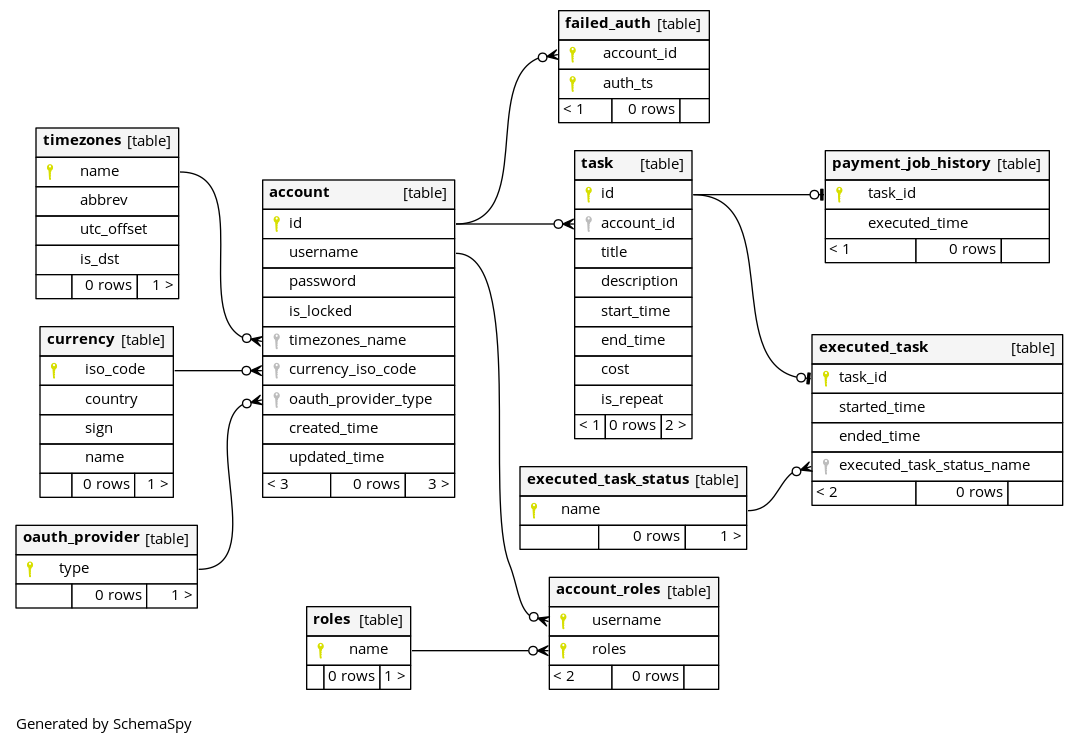 failed_auth [table]
account_id
auth_ts
< 1 0 rows
timezones [table]
name
abbrev
utc_offset
is_dst
0 rows 1 >
account [table]
id
username
password
is_locked
timezones_name
currency_iso_code
oauth_provider_type
created_time
updated_time
< 3 0 rows 3 >
task [table]
id
account_id
title
description
start_time
end_time
cost
is_repeat
< 1 0 rows 2 >
payment_job_history [table]
task_id
executed_time
< 1 0 rows
currency [table]
iso_code
country
sign
name
0 rows 1 >
executed_task [table]
task_id
started_time
ended_time
executed_task_status_name
< 2 0 rows
executed_task_status [table]
name
0 rows 1 >
oauth_provider [table]
type
0 rows 1 >
roles [table]
name
0 rows 1 >
account_roles [table]
username
roles
< 2 0 rows
Generated by SchemaSpy